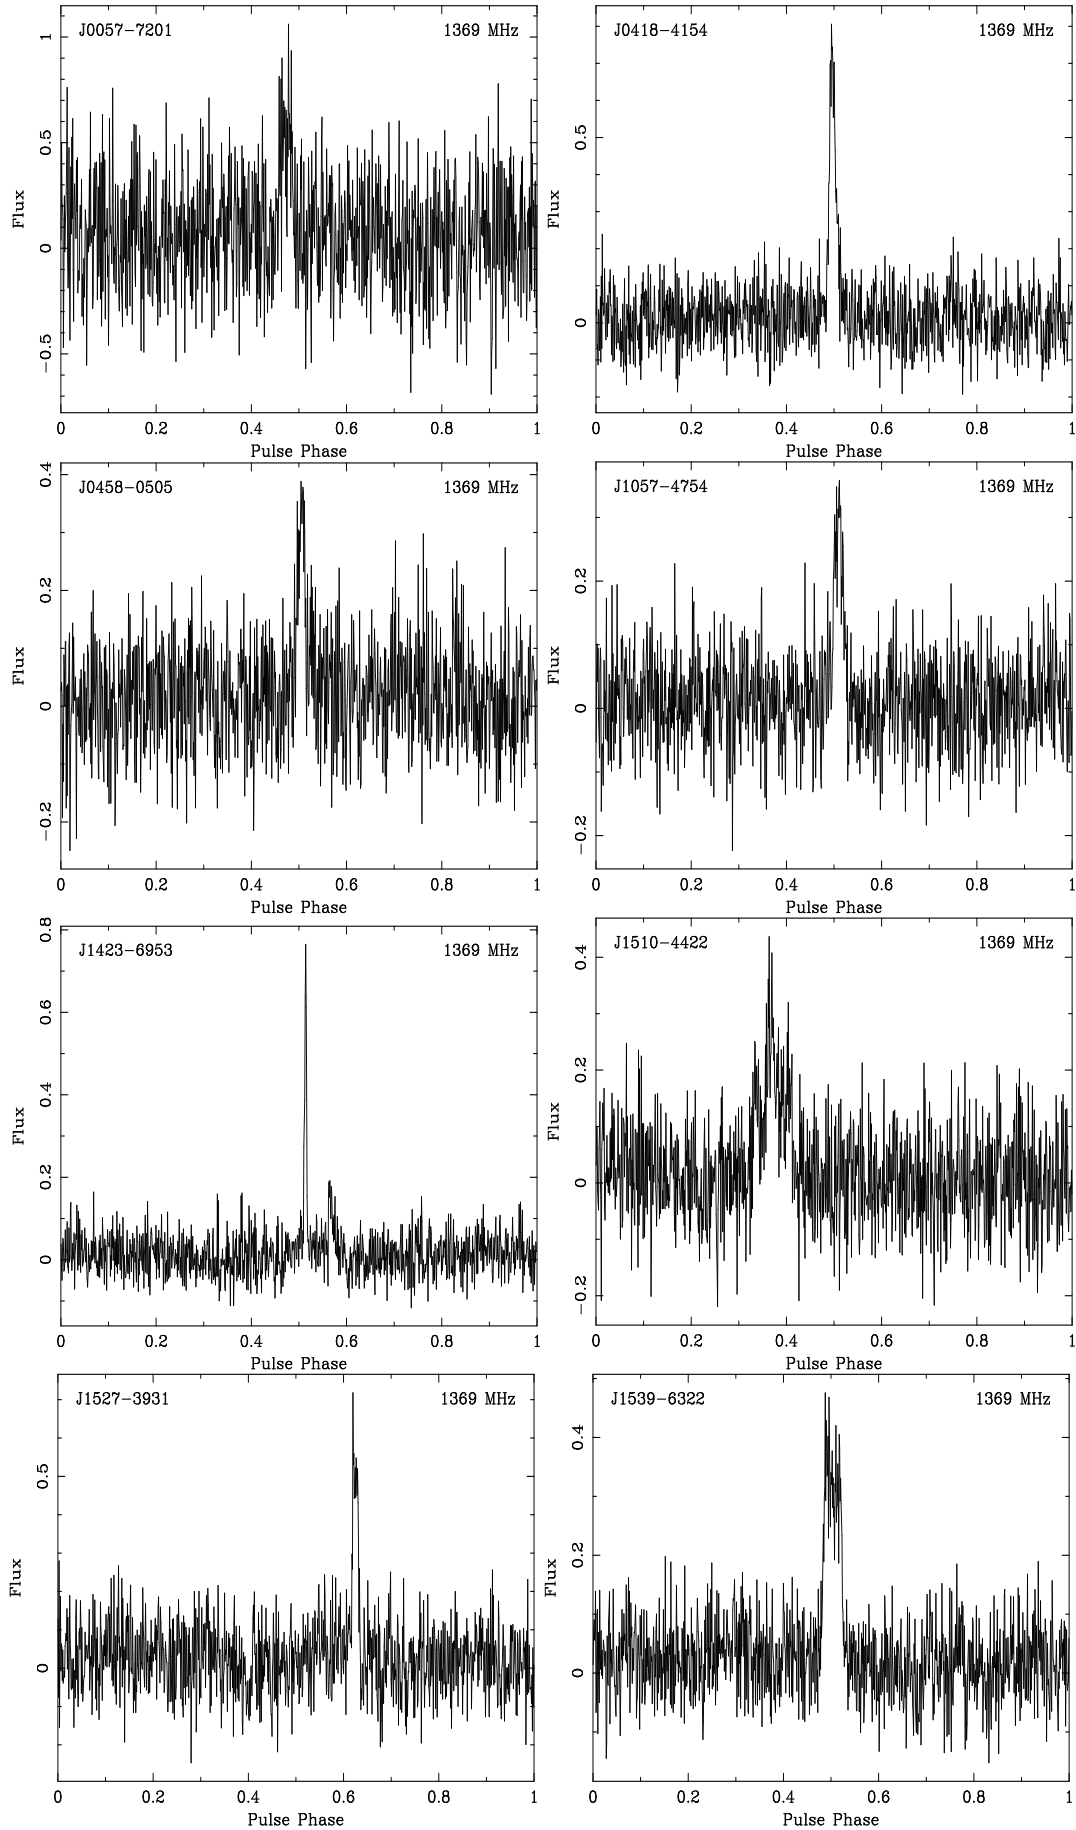 J0057−7201 1369 MHz
Flux
1
0.5
0
−0.5
0 0.2 0.4 0.6 0.8 1
Pulse Phase
J0418−4154 1369 MHz
Flux
0.5
0
0 0.2 0.4 0.6 0.8 1
Pulse Phase
J0458−0505 1369 MHz
Flux
0.4
0.2
0
−0.2
0 0.2 0.4 0.6 0.8 1
Pulse Phase
J1057−4754 1369 MHz
Flux
0.2
0
−0.2
0 0.2 0.4 0.6 0.8 1
Pulse Phase
J1423−6953 1369 MHz
Flux
0.8
0.6
0.4
0.2
0
0 0.2 0.4 0.6 0.8 1
Pulse Phase
J1510−4422 1369 MHz
Flux
0.4
0.2
0
−0.2
0 0.2 0.4 0.6 0.8 1
Pulse Phase
J1527−3931 1369 MHz
Flux
0.5
0
0 0.2 0.4 0.6 0.8 1
Pulse Phase
J1539−6322 1369 MHz
Flux
0.4
0.2
0
0 0.2 0.4 0.6 0.8 1
Pulse Phase